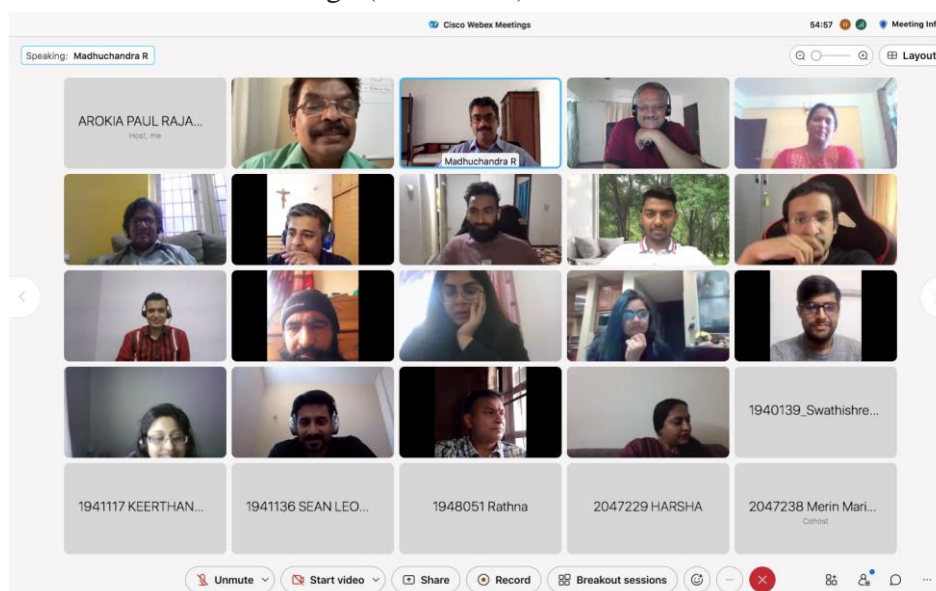 Cisco Webex Meetings
54:57
Meeting Inf
Speaking: Madhuchandra R
Layout
AROKIA PAUL RAJA...
Host, me
Madhuchandra R
1940139_Swathishre...
1941117 KEERTHAN...
1941136 SEAN LEO...
1948051 Rathna
2047229 HARSHA
2047238 Merin Mari...
Cohost
Unmute
Start video
Share
Record
Breakout sessions